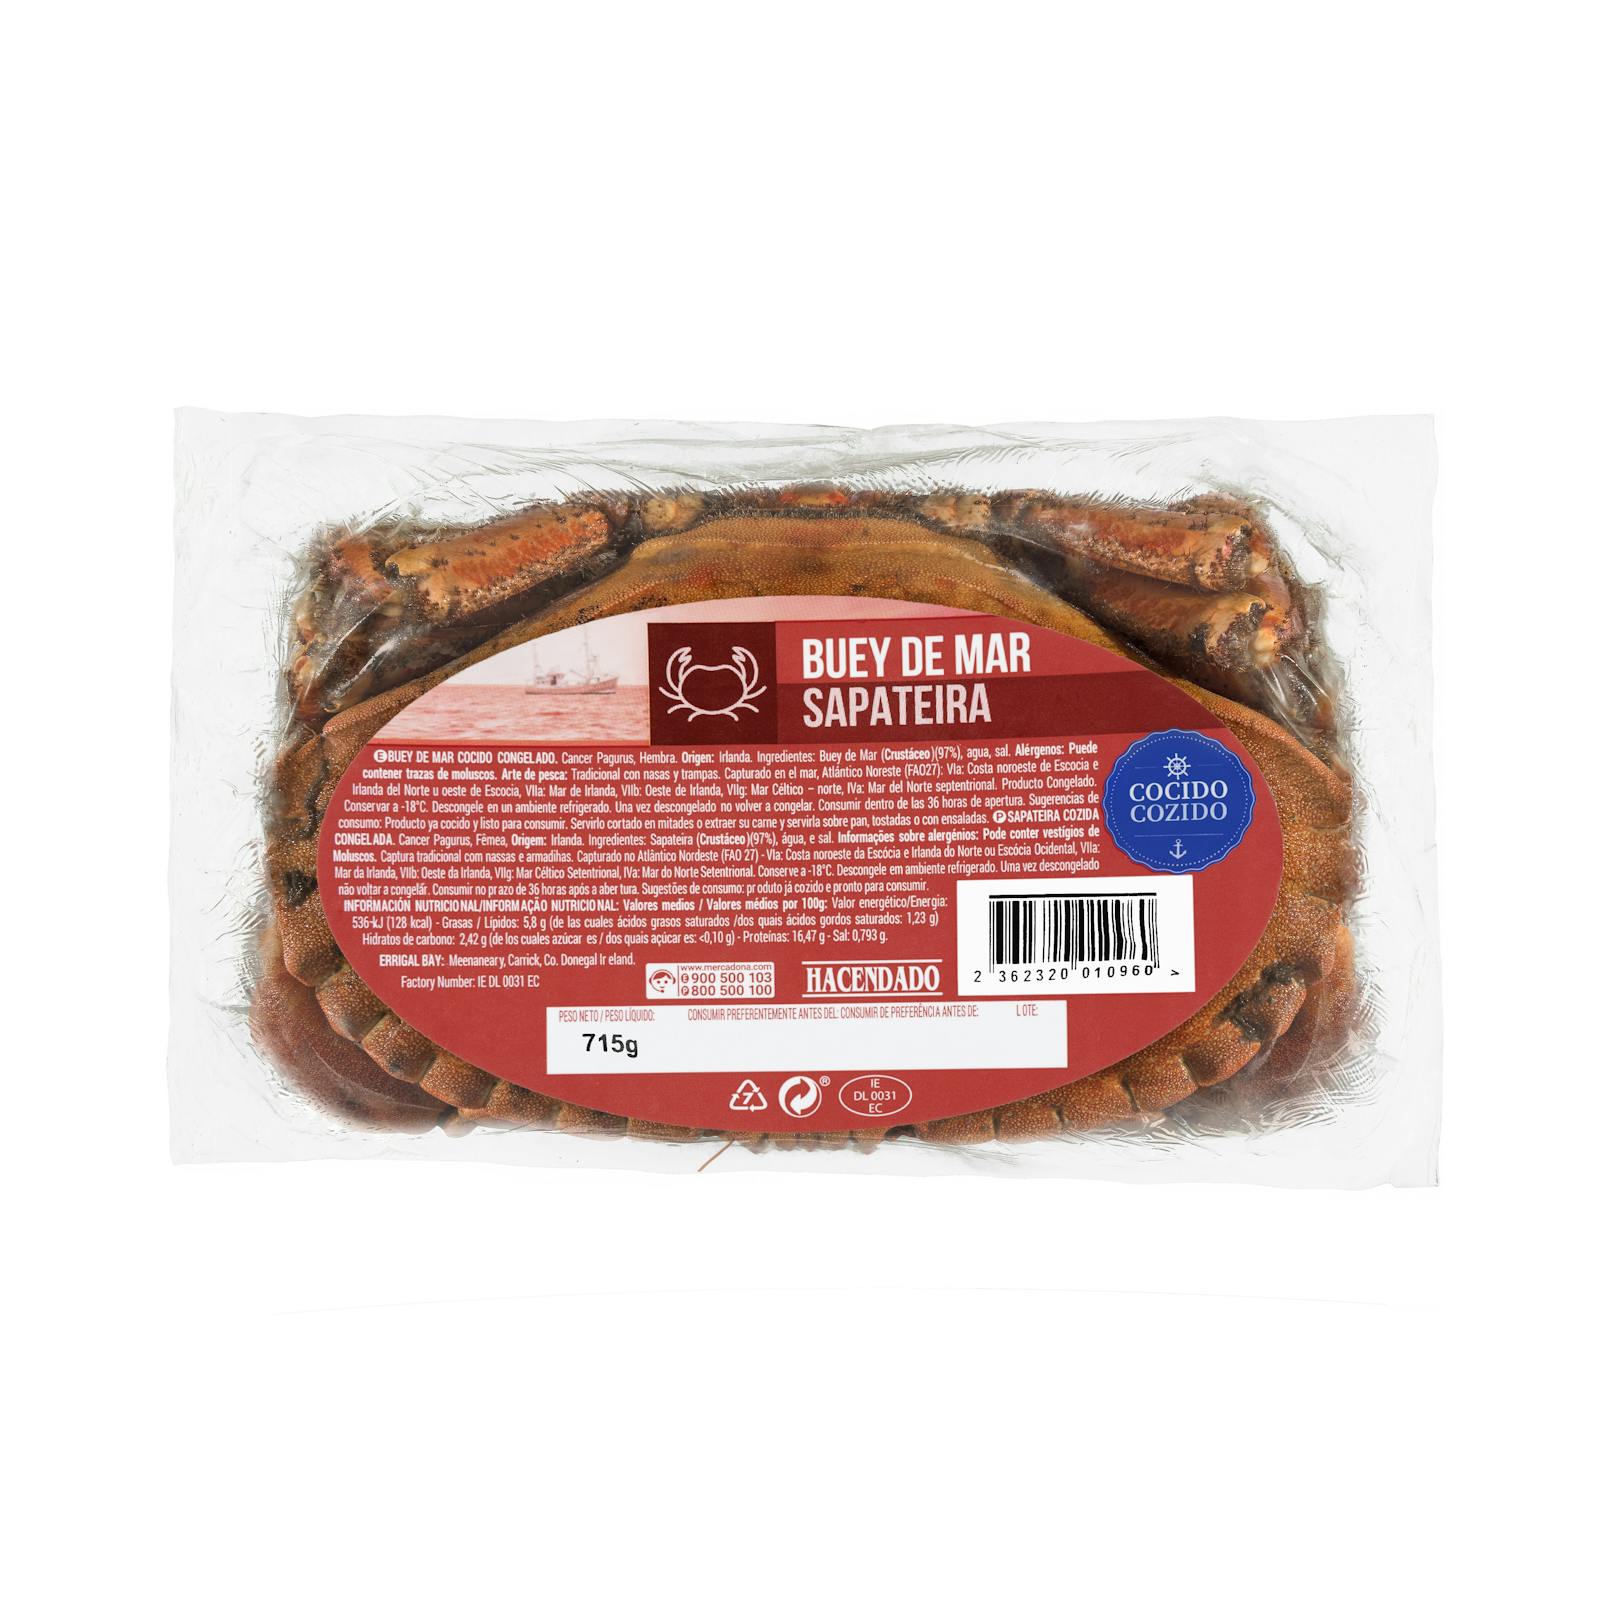 BUEY DE MAR
SAPATEIRA
E BUEY DE MAR COCIDO CONGELADO. Cancer Pagurus, Hembra. Origen: Irlanda. Ingredientes: Buey de Mar (Crustáceo)(97%), agua, sal. Alérgenos: Puede
contener trazas de moluscos. Arte de pesca: Tradicional con nasas y trampas. Capturado en el mar, Atlántico Noreste (FAO27): VIa: Costa noroeste de Escocia e
Irlanda del Norte u oeste de Escocia, VIIa: Mar de Irlanda, VIIb: Oeste de Irlanda, VIIg: Mar Céltico – norte, IVa: Mar del Norte septentrional. Producto Congelado.
Conservar a -18°C. Descongele en un ambiente refrigerado. Una vez descongelado no volver a congelar. Consumir dentro de las 36 horas de apertura. Sugerencias de
consumo: Producto ya cocido y listo para consumir. Servirlo cortado en mitades o extraer su carne y servirla sobre pan, tostadas o con ensaladas. P SAPATEIRA COZIDA
CONGELADA. Cancer Pagurus, Fêmea, Origem: Irlanda. Ingredientes: Sapateira (Crustáceo)(97%), água, e sal. Informações sobre alergénios: Pode conter vestígios de
Moluscos. Captura tradicional com nassas e armadilhas. Capturado no Atlântico Nordeste (FAO 27) - VIa: Costa noroeste da Escócia e Irlanda do Norte ou Escócia Ocidental, VIIa:
Mar da Irlanda, VIIb: Oeste da Irlanda, VIIg: Mar Céltico Setentrional, IVa: Mar do Norte Setentrional. Conserve a -18°C. Descongele em ambiente refrigerado. Uma vez descongelado
não voltar a congelár. Consumir no prazo de 36 horas após a abertura. Sugestões de consumo: produto já cozido e pronto para consumir.
INFORMACIÓN NUTRICIONAL/INFORMAÇÃO NUTRICIONAL: Valores medios / Valores médios por 100g: Valor energético/Energia:
536-kJ (128 kcal) - Grasas / Lípidos: 5,8 g (de las cuales ácidos grasos saturados /dos quais ácidos gordos saturados: 1,23 g)
Hidratos de carbono: 2,42 g (de los cuales azúcares / dos quais açúcares: <0,10 g) - Proteínas: 16,47 g - Sal: 0,793 g.
ERRIGAL BAY: Meenaneary, Carrick, Co. Donegal Ireland.
Factory Number: IE DL 0031 EC
COCIDO
COZIDO
www.mercadona.com
E 900 500 103
P 800 500 100
HACENDADO
2 362320 010960 >
PESO NETO / PESO LÍQUIDO: CONSUMIR PREFERENTEMENTE ANTES DEL: CONSUMIR DE PREFERÊNCIA ANTES DE: LOTE:
715g
7
®
IE
DL 0031
EC